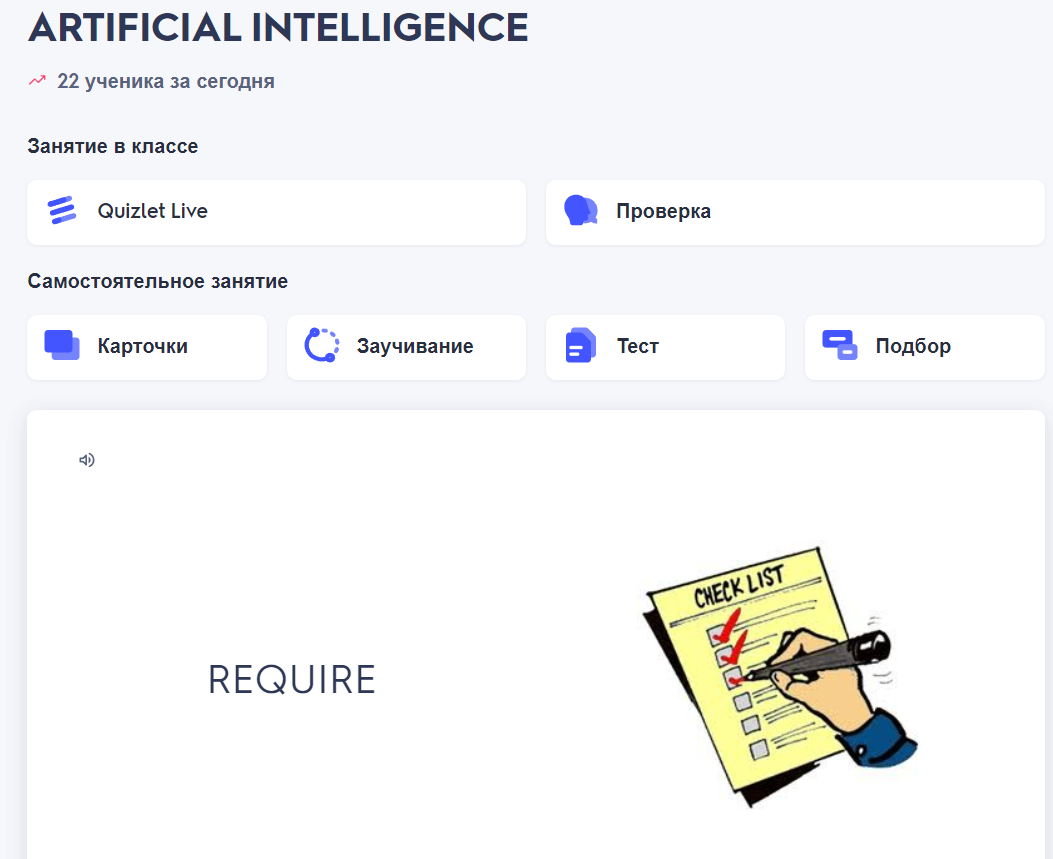 ARTIFICIAL INTELLIGENCE
22 ученика за сегодня
Занятие в классе
Quizlet Live
Проверка
Самостоятельное занятие
Карточки
Заучивание
Тест
Подбор
REQUIRE
CHECK LIST